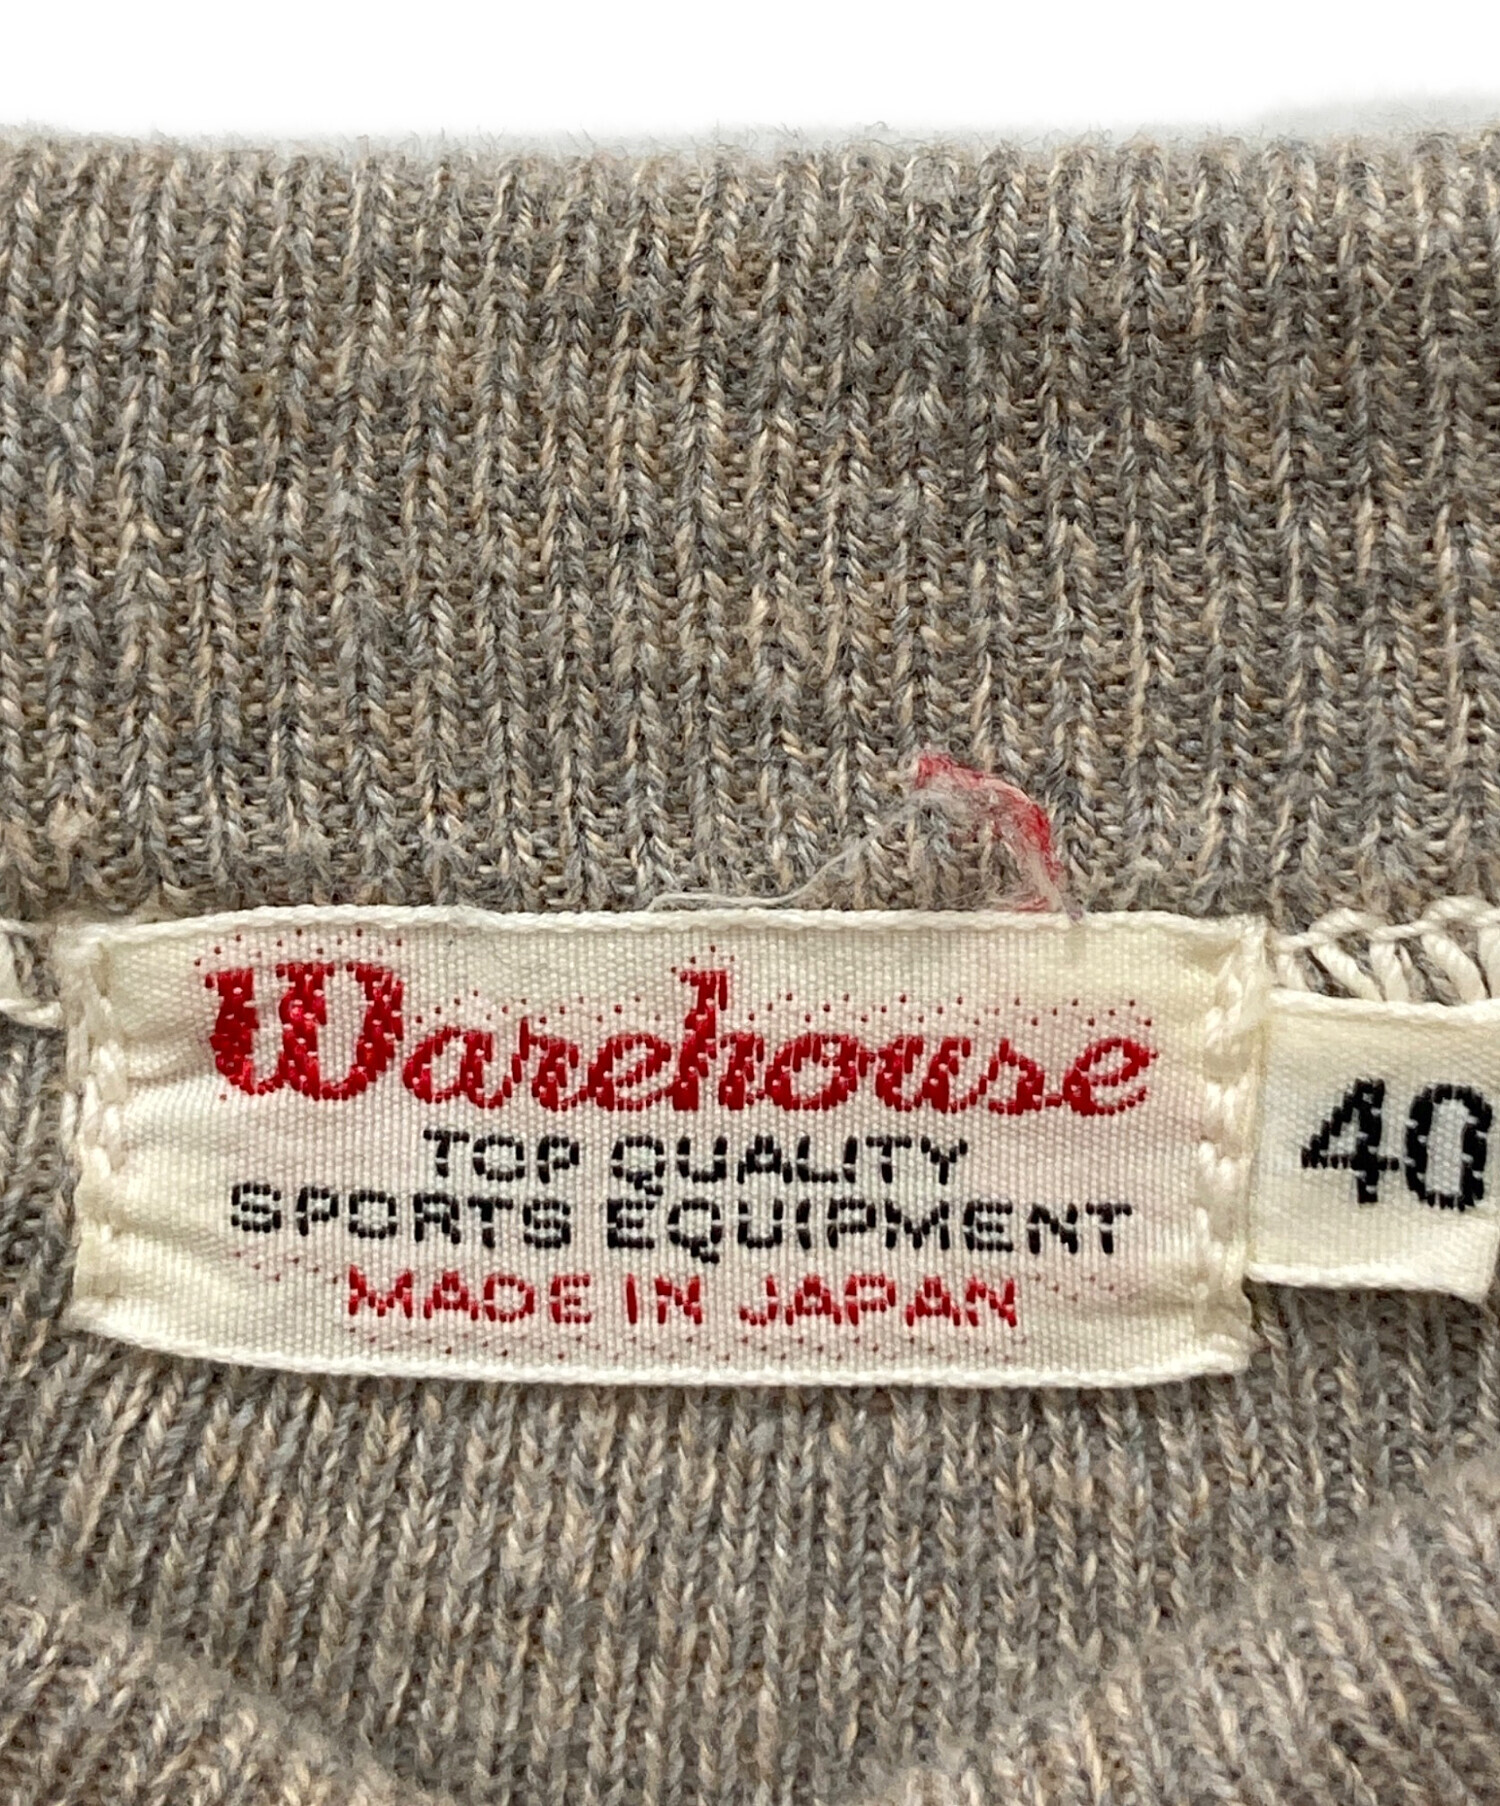 Warehouse
TOP QUALITY
SPORTS EQUIPMENT
MADE IN JAPAN
40